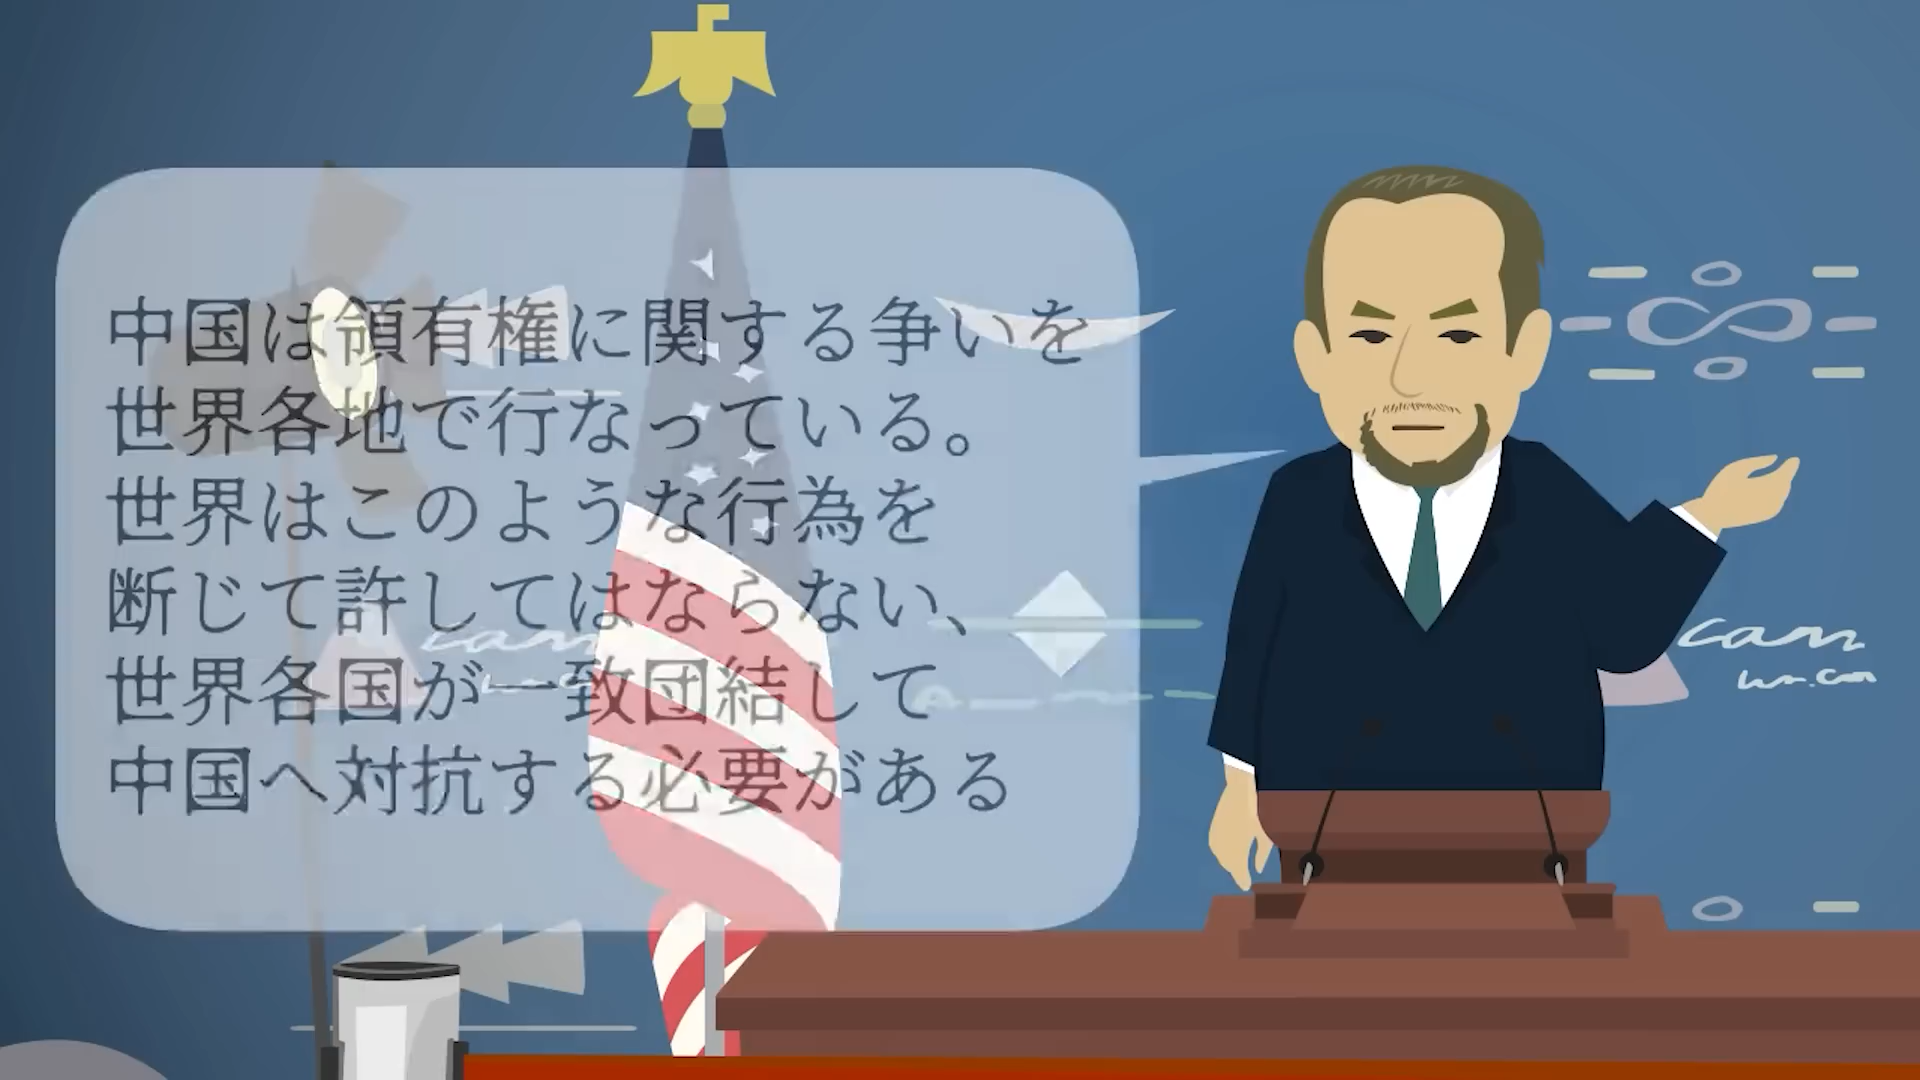 中国は領有権に関する争いを
世界各地で行なっている。
世界はこのような行為を
断じて許してはならない、
世界各国が一致団結して
中国へ対抗する必要がある